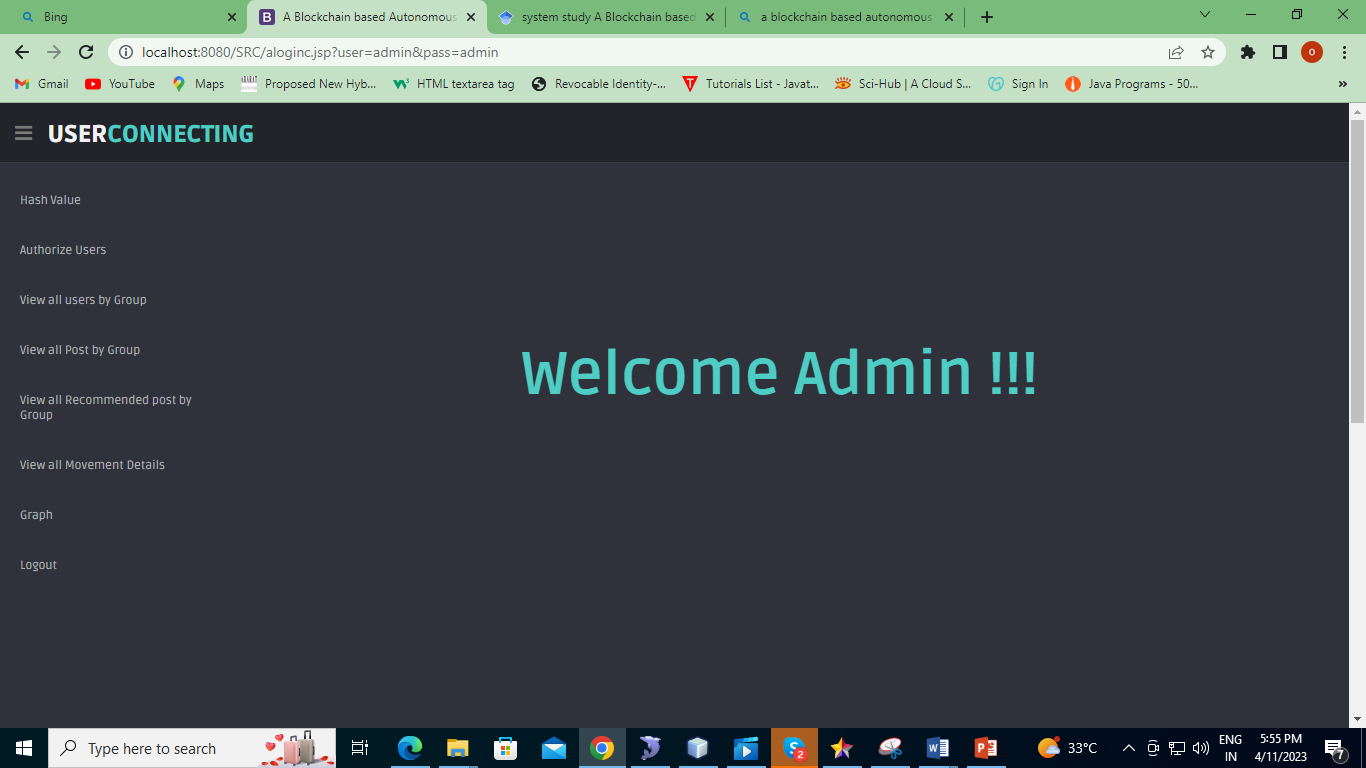 Bing
A Blockchain based Autonomous
system study A Blockchain based
a blockchain based autonomous
localhost:8080/SRC/aloginc.jsp?user=admin&pass=admin
O
Gmail
YouTube
Maps
Proposed New Hyb...
HTML textarea tag
Revocable Identity-...
Tutorials List - Javat...
Sci-Hub | A Cloud S...
Sign In
Java Programs - 50...
»
USERCONNECTING
Hash Value
Authorize Users
View all users by Group
View all Post by Group
View all Recommended post by
Group
View all Movement Details
Graph
Logout
Welcome Admin !!!
Type here to search
2
33°C
ENG
IN
5:55 PM
4/11/2023
7